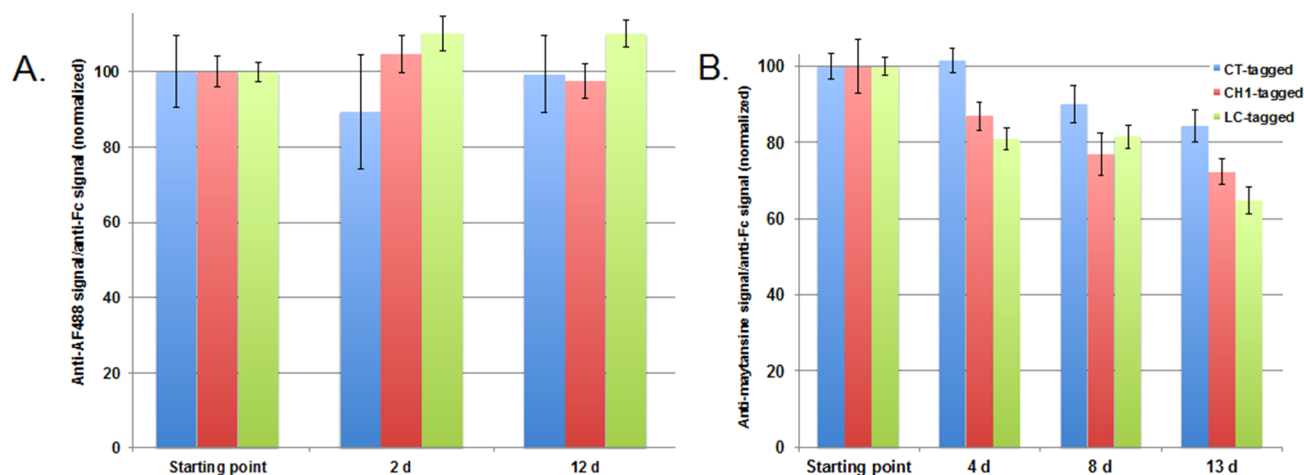 A.
Anti-AF488 signal/anti-Fc signal (normalized)
100
80
60
40
20
0
Starting point 2 d 12 d
B.
Anti-maytansine signal/anti-Fc signal (normalized)
100
80
60
40
20
0
Starting point 4 d 8 d 13 d
CT-tagged
CH1-tagged
LC-tagged